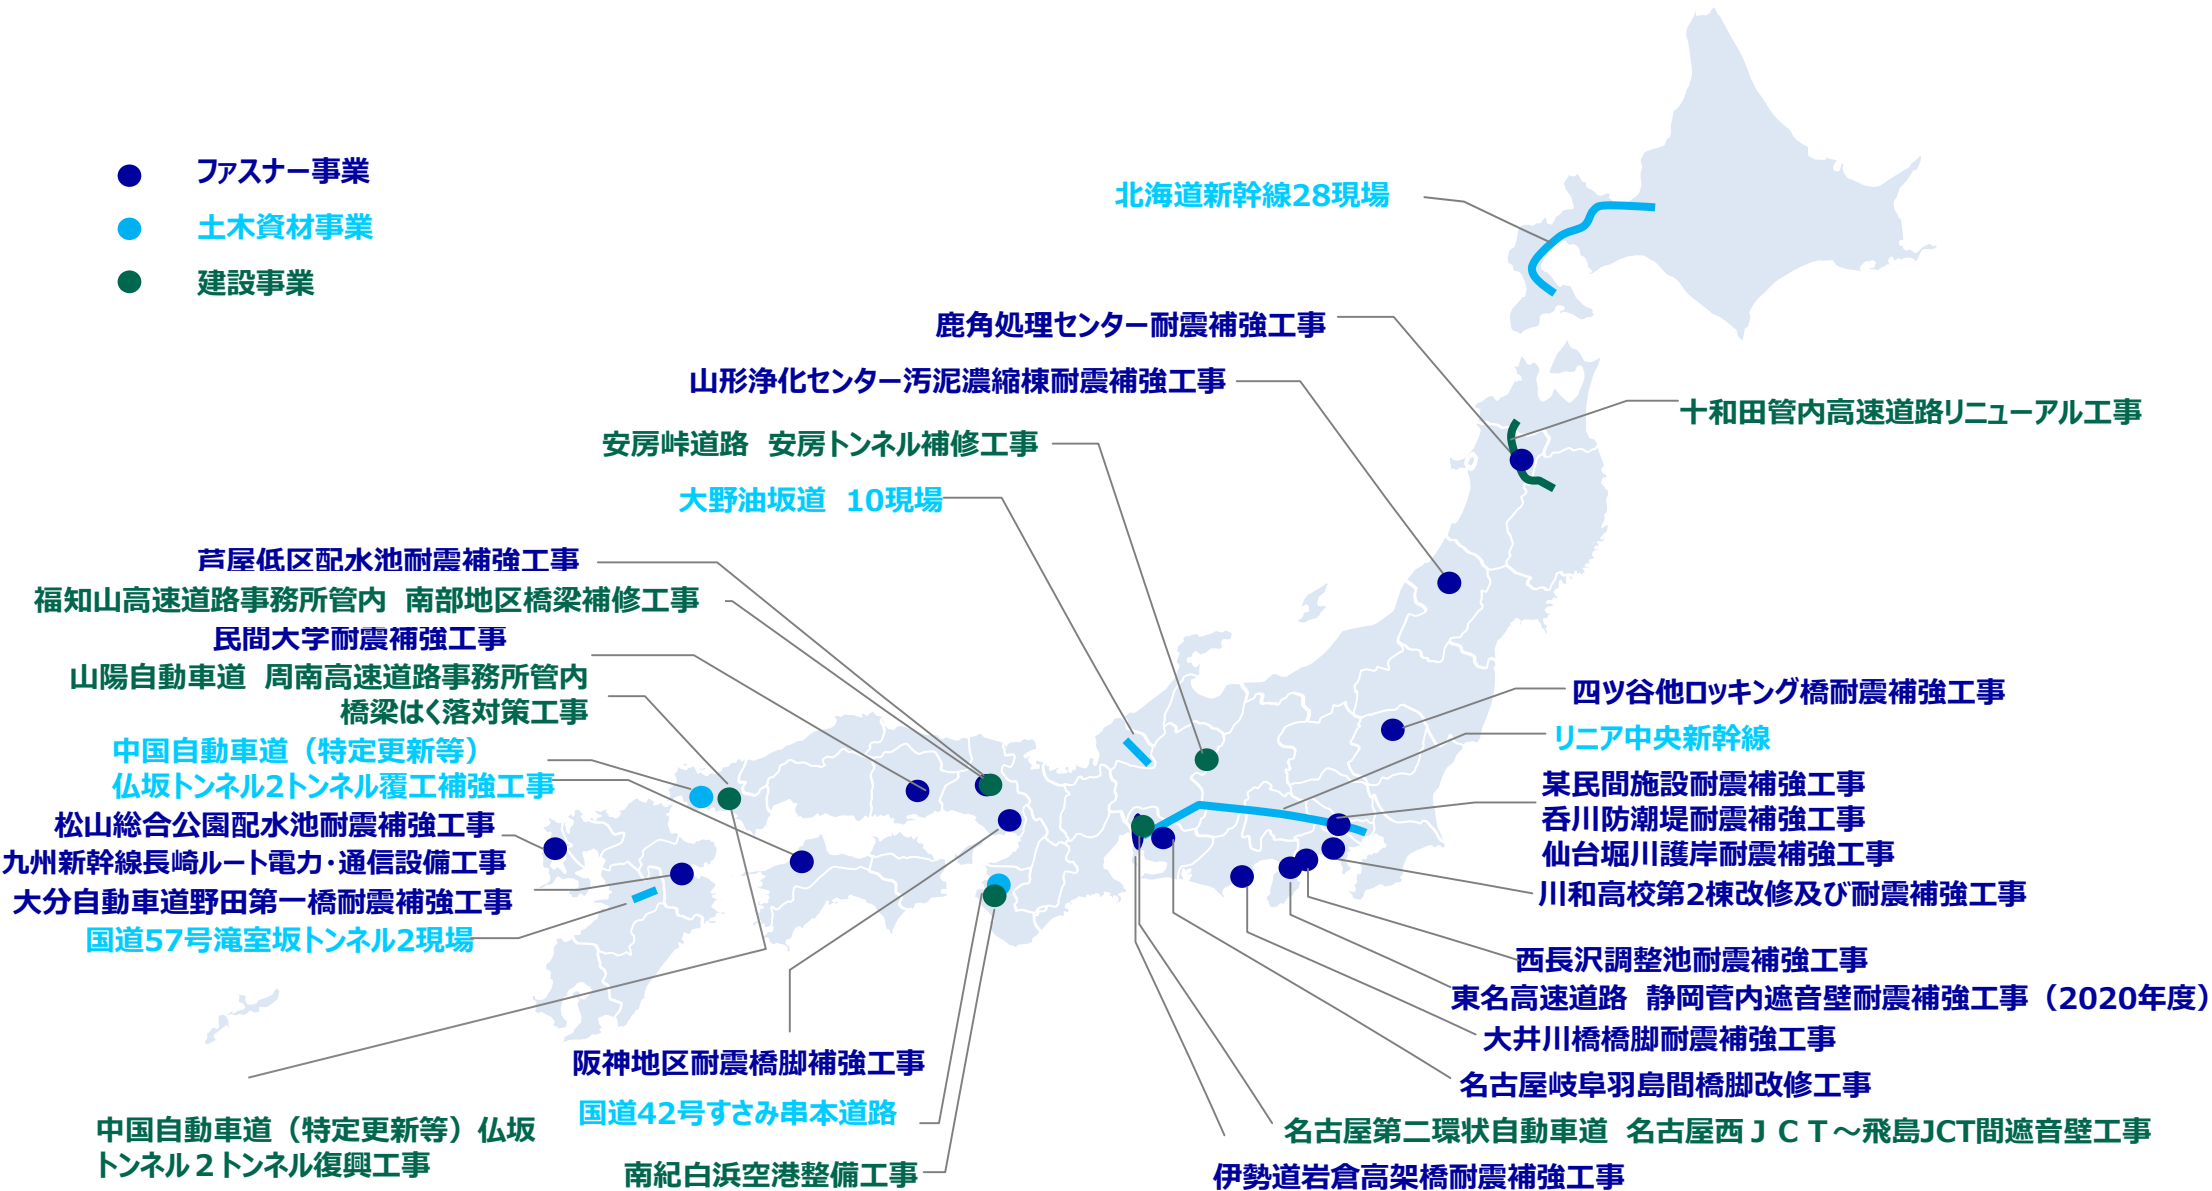 ファスナー事業
土木資材事業
建設事業
北海道新幹線28現場
鹿角処理センター耐震補強工事
山形浄化センター汚泥濃縮棟耐震補強工事
十和田管内高速道路リニューアル工事
安房峠道路　安房トンネル補修工事
大野油坂道　10現場
芦屋低区配水池耐震補強工事
福知山高速道路事務所管内　南部地区橋梁補修工事
民間大学耐震補強工事
山陽自動車道　周南高速道路事務所管内
橋梁はく落対策工事
中国自動車道（特定更新等）
仏坂トンネル2トンネル覆工補強工事
松山総合公園配水池耐震補強工事
九州新幹線長崎ルート電力・通信設備工事
大分自動車道野田第一橋耐震補強工事
国道57号滝室坂トンネル2現場
四ツ谷他ロッキング橋耐震補強工事
リニア中央新幹線
某民間施設耐震補強工事
呑川防潮堤耐震補強工事
仙台堀川護岸耐震補強工事
川和高校第2棟改修及び耐震補強工事
西長沢調整池耐震補強工事
東名高速道路　静岡菅内遮音壁耐震補強工事（2020年度）
大井川橋橋脚耐震補強工事
名古屋岐阜羽島間橋脚改修工事
名古屋第二環状自動車道　名古屋西ＪＣＴ～飛島JCT間遮音壁工事
伊勢道岩倉高架橋耐震補強工事
阪神地区耐震橋脚補強工事
国道42号すさみ串本道路
南紀白浜空港整備工事
中国自動車道（特定更新等）仏坂
トンネル２トンネル復興工事